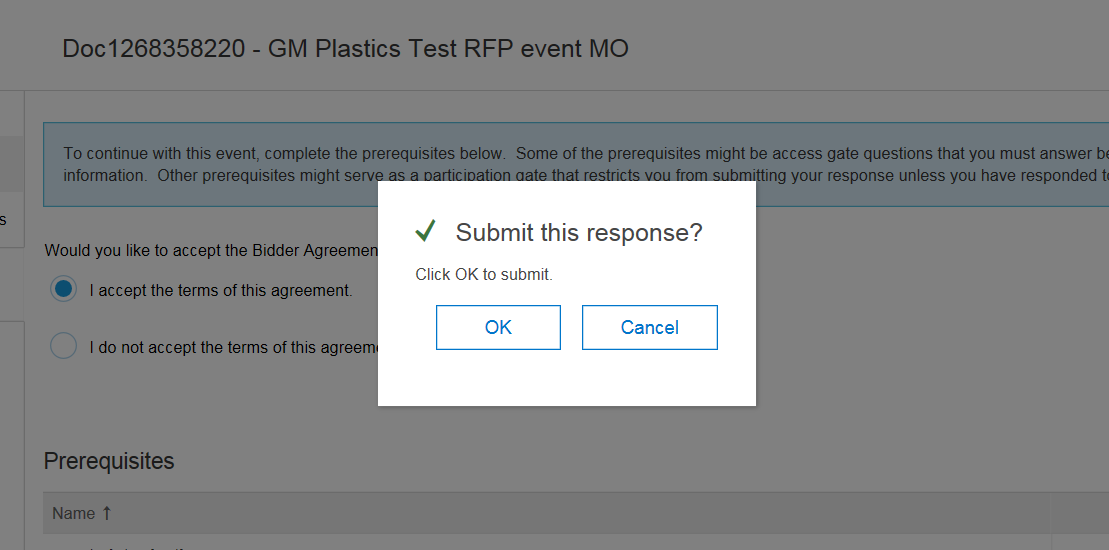 Doc1268358220 - GM Plastics Test RFP event MO
To continue with this event, complete the prerequisites below. Some of the prerequisites might be access gate questions that you must answer be
information. Other prerequisites might serve as a participation gate that restricts you from submitting your response unless you have responded to
s
Would you like to accept the Bidder Agreemen
I accept the terms of this agreement.
I do not accept the terms of this agreeme
Submit this response?
Click OK to submit.
OK Cancel
Prerequisites
Name ↑